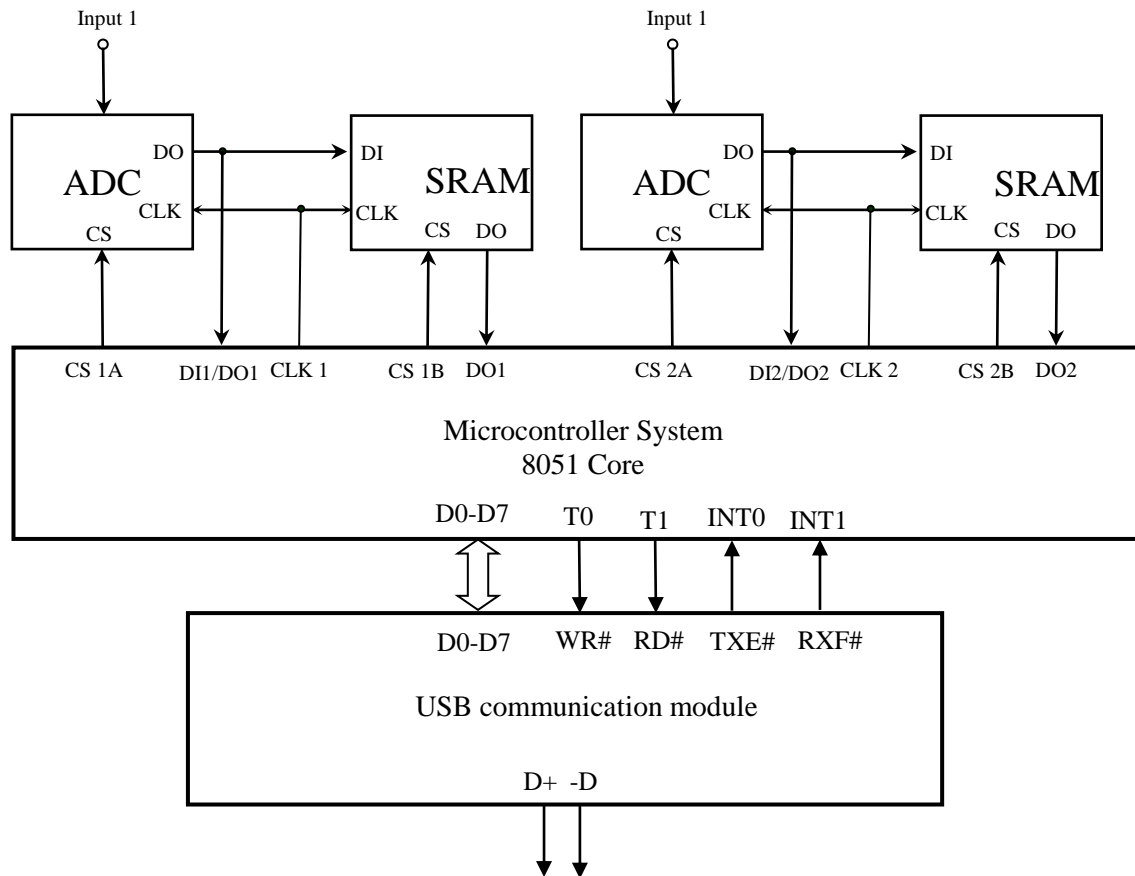 Input 1 Input 1
DO DI DO DI
ADC SRAM ADC SRAM
CLK CLK CLK CLK
CS CS DO CS CS DO
CS 1A DI1/DO1 CLK 1 CS 1B DO1 CS 2A DI2/DO2 CLK 2 CS 2B DO2
Microcontroller System
8051 Core
D0-D7 T0 T1 INT0 INT1
D0-D7 WR# RD# TXE# RXF#
USB communication module
D+ -D